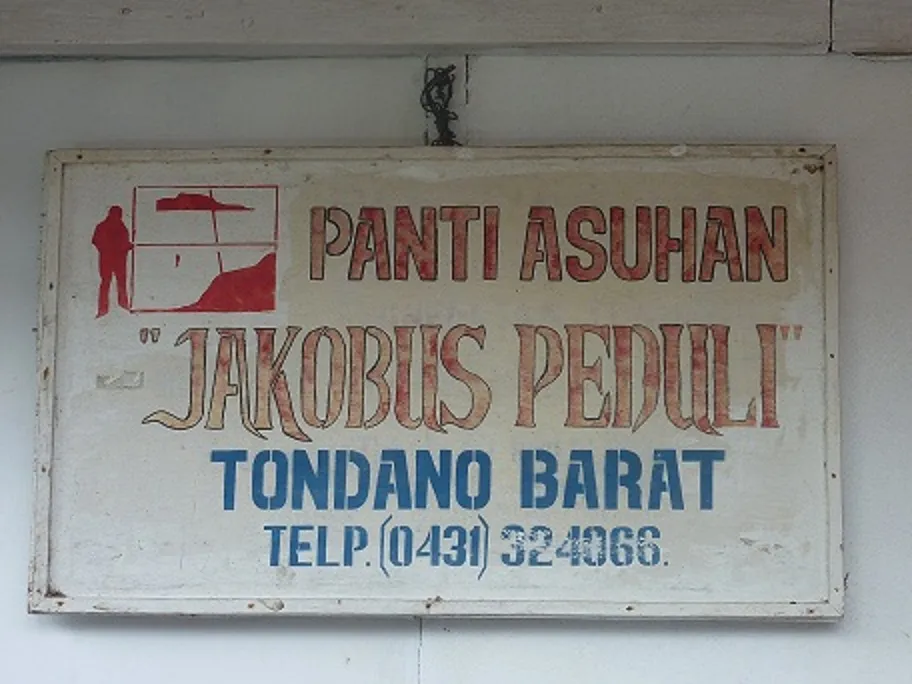 PANTI ASUHAN
"JAKOBUS PEDULI"
TONDANO BARAT
TELP. (0431) 324066.